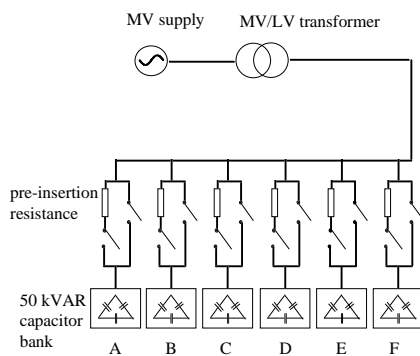 MV supply
MV/LV transformer
pre-insertion
resistance
50 kVAR
capacitor
bank
A B C D E F